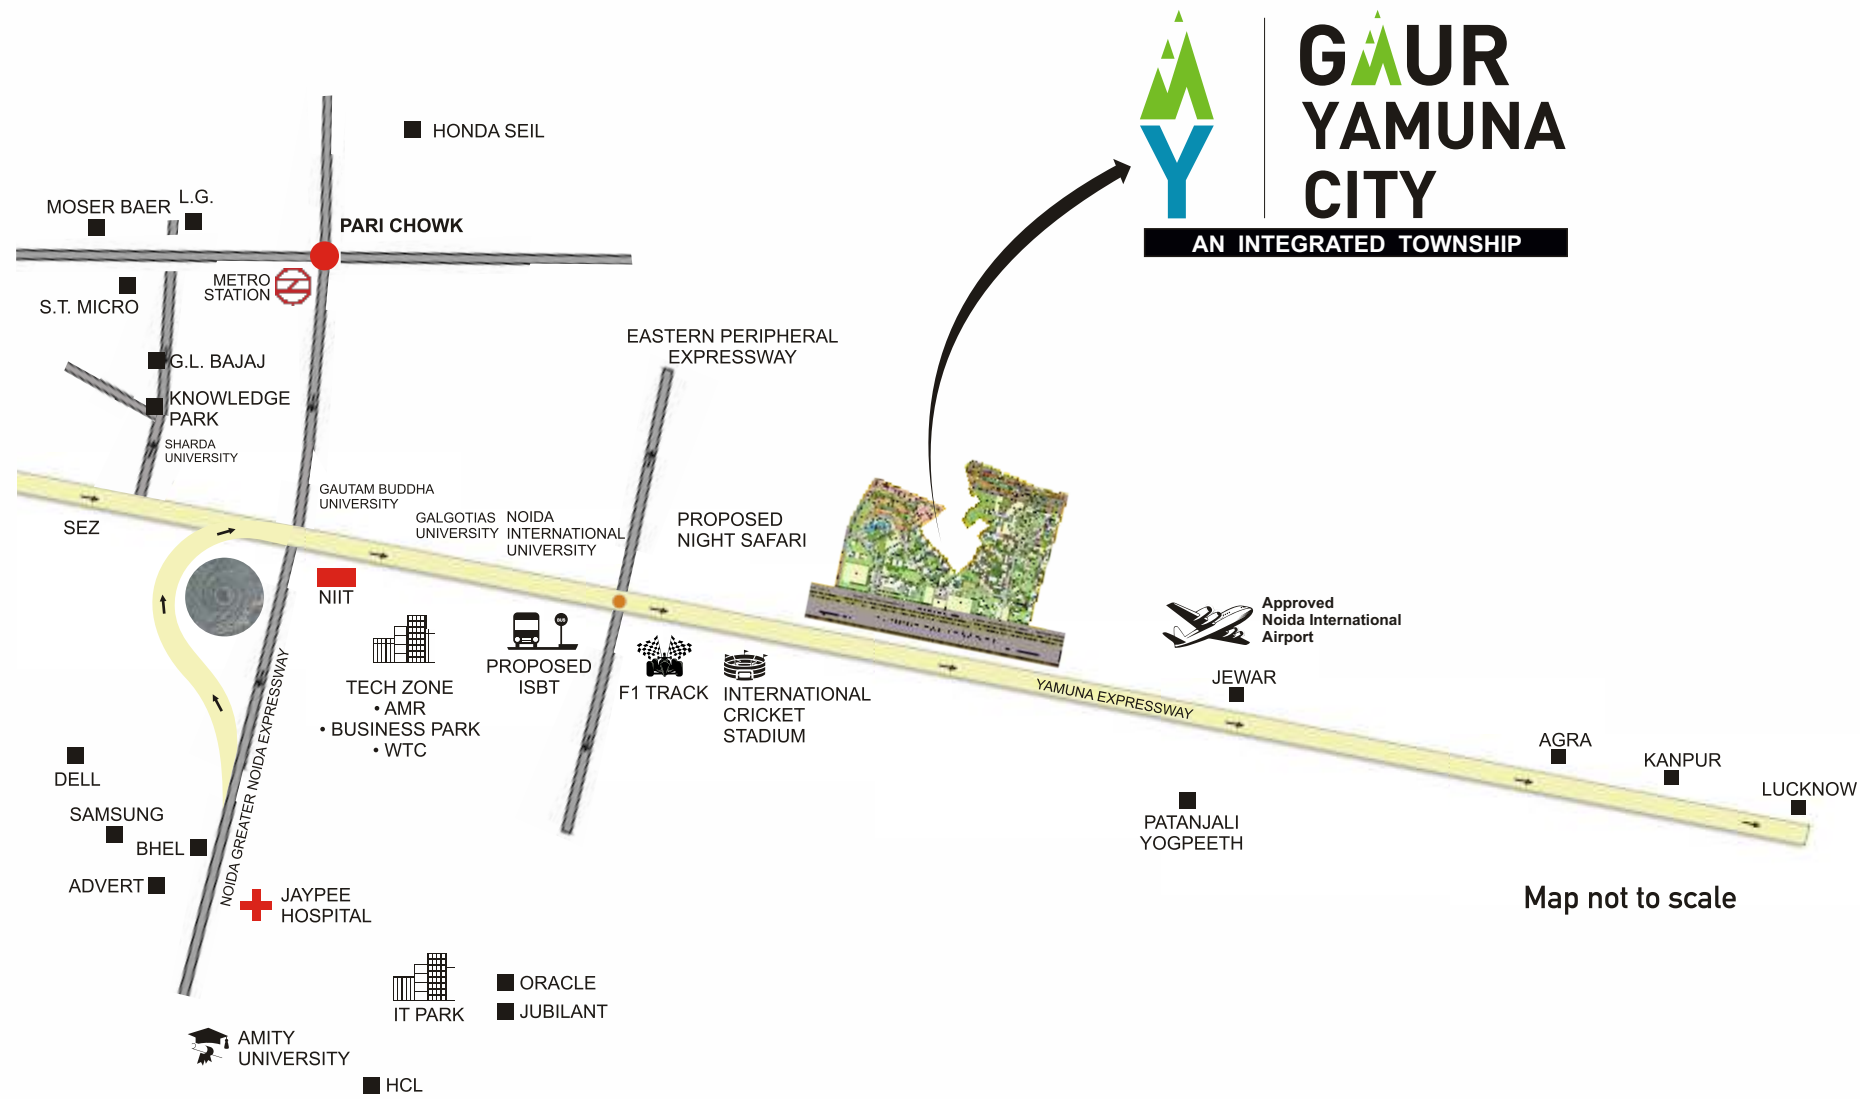 GAUR
YAMUNA
CITY
AN INTEGRATED TOWNSHIP
HONDA SEIL
MOSER BAER
L.G.
PARI CHOWK
METRO
STATION
S.T. MICRO
G.L. BAJAJ
KNOWLEDGE
PARK
SHARDA
UNIVERSITY
EASTERN PERIPHERAL
EXPRESSWAY
SEZ
GAUTAM BUDDHA
UNIVERSITY
GALGOTIAS
UNIVERSITY
NOIDA
INTERNATIONAL
UNIVERSITY
PROPOSED
NIGHT SAFARI
NIIT
TECH ZONE
• AMR
• BUSINESS PARK
• WTC
BUS
PROPOSED
ISBT
F1 TRACK
INTERNATIONAL
CRICKET
STADIUM
Approved
Noida International
Airport
JEWAR
YAMUNA EXPRESSWAY
AGRA
KANPUR
LUCKNOW
PATANJALI
YOGPEETH
NOIDA GREATER NOIDA EXPRESSWAY
DELL
SAMSUNG
BHEL
ADVERT
JAYPEE
HOSPITAL
IT PARK
ORACLE
JUBILANT
AMITY
UNIVERSITY
HCL
Map not to scale